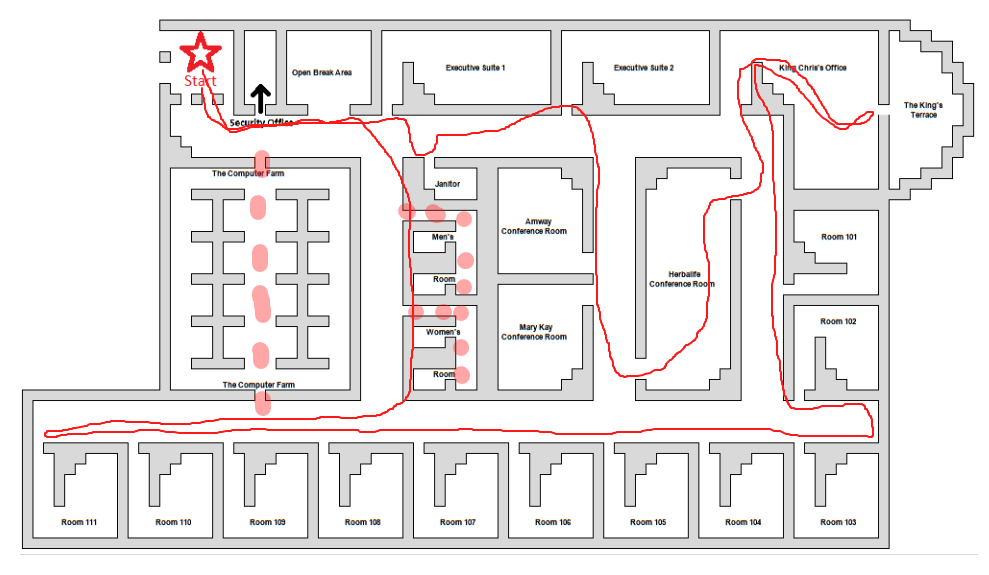 Start
Open Break Area
Executive Suite 1
Executive Suite 2
King Chris's Office
The King's
Terrace
Security Office
The Computer Farm
Janitor
Men's
Room
Women's
Room
Amway
Conference Room
Mary Kay
Conference Room
Herbalife
Conference Room
Room 101
Room 102
The Computer Farm
Room 111
Room 110
Room 109
Room 108
Room 107
Room 106
Room 105
Room 104
Room 103